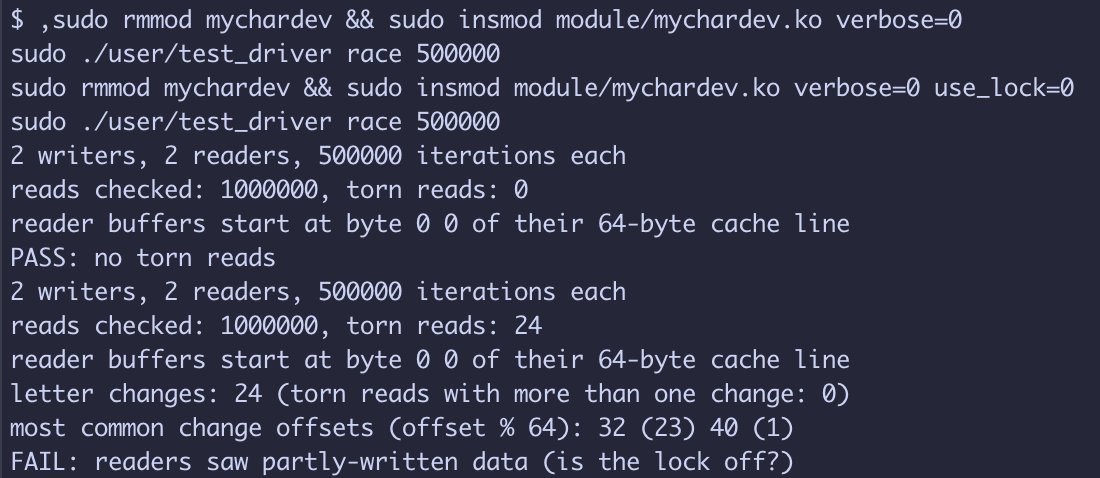 $ ,sudo rmmod mychardev && sudo insmod module/mychardev.ko verbose=0
sudo ./user/test_driver race 500000
sudo rmmod mychardev && sudo insmod module/mychardev.ko verbose=0 use_lock=0
sudo ./user/test_driver race 500000
2 writers, 2 readers, 500000 iterations each
reads checked: 1000000, torn reads: 0
reader buffers start at byte 0 0 of their 64-byte cache line
PASS: no torn reads
2 writers, 2 readers, 500000 iterations each
reads checked: 1000000, torn reads: 24
reader buffers start at byte 0 0 of their 64-byte cache line
letter changes: 24 (torn reads with more than one change: 0)
most common change offsets (offset % 64): 32 (23) 40 (1)
FAIL: readers saw partly-written data (is the lock off?)